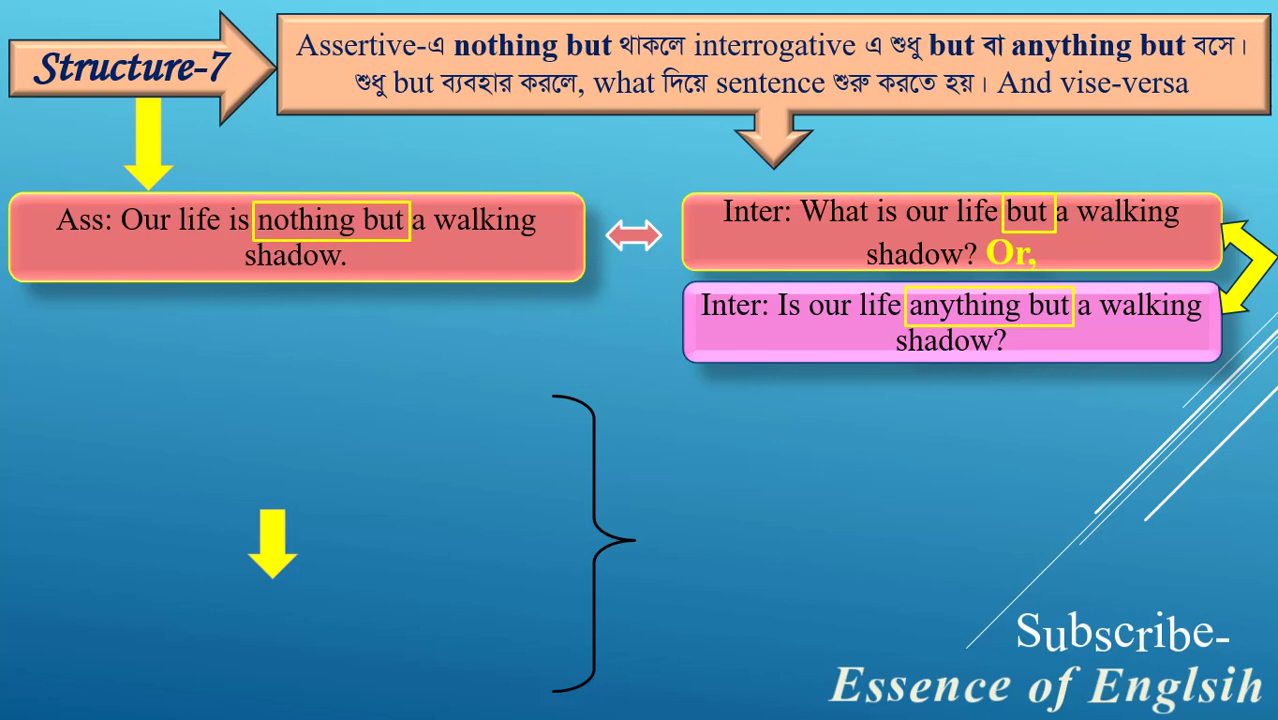 Structure-7
Assertive-এ nothing but থাকলে interrogative এ শুধু but বা anything but বসে।
শুধু but ব্যবহার করলে, what দিয়ে sentence শুরু করতে হয়। And vise-versa
Ass: Our life is nothing but a walking
shadow.
Inter: What is our life but a walking
shadow? Or,
Inter: Is our life anything but a walking
shadow?
Subscribe-
Essence of Englsih